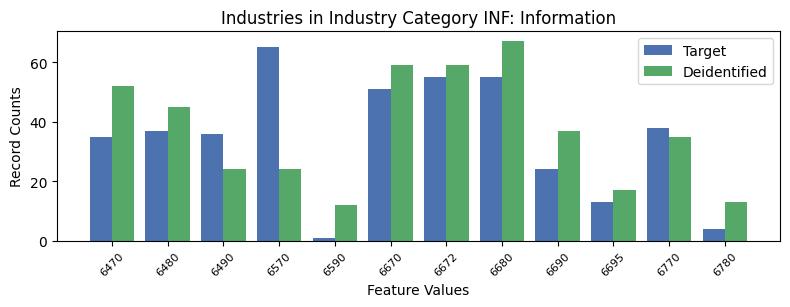 Industries in Industry Category INF: Information
Target
Deidentified
Record Counts
60
40
20
0
6470 6480 6490 6570 6590 6670 6672 6680 6690 6695 6770 6780
Feature Values